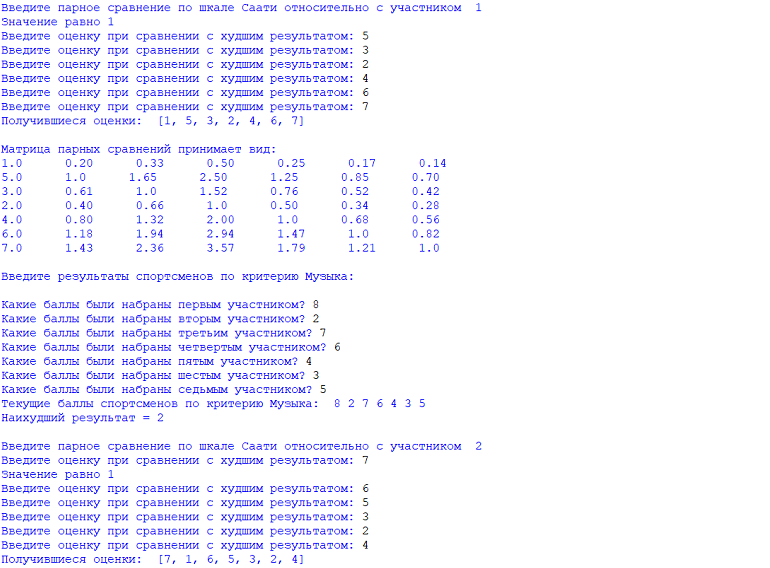 Введите парное сравнение по шкале Саати относительно с участником  1
Значение равно 1
Введите оценку при сравнении с худшим результатом: 5
Введите оценку при сравнении с худшим результатом: 3
Введите оценку при сравнении с худшим результатом: 2
Введите оценку при сравнении с худшим результатом: 4
Введите оценку при сравнении с худшим результатом: 6
Введите оценку при сравнении с худшим результатом: 7
Получившиеся оценки:  [1, 5, 3, 2, 4, 6, 7]
Матрица парных сравнений принимает вид:
1.0 0.20 0.33 0.50 0.25 0.17 0.14
5.0 1.0 1.65 2.50 1.25 0.85 0.70
3.0 0.61 1.0 1.52 0.76 0.52 0.42
2.0 0.40 0.66 1.0 0.50 0.34 0.28
4.0 0.80 1.32 2.00 1.0 0.68 0.56
6.0 1.18 1.94 2.94 1.47 1.0 0.82
7.0 1.43 2.36 3.57 1.79 1.21 1.0
Введите результаты спортсменов по критерию Музыка:
Какие баллы были набраны первым участником? 8
Какие баллы были набраны вторым участником? 2
Какие баллы были набраны третьим участником? 7
Какие баллы были набраны четвертым участником? 6
Какие баллы были набраны пятым участником? 4
Какие баллы были набраны шестым участником? 3
Какие баллы были набраны седьмым участником? 5
Текущие баллы спортсменов по критерию Музыка:  8 2 7 6 4 3 5
Наихудший результат = 2
Введите парное сравнение по шкале Саати относительно с участником  2
Введите оценку при сравнении с худшим результатом: 7
Значение равно 1
Введите оценку при сравнении с худшим результатом: 6
Введите оценку при сравнении с худшим результатом: 5
Введите оценку при сравнении с худшим результатом: 3
Введите оценку при сравнении с худшим результатом: 2
Введите оценку при сравнении с худшим результатом: 4
Получившиеся оценки:  [7, 1, 6, 5, 3, 2, 4]